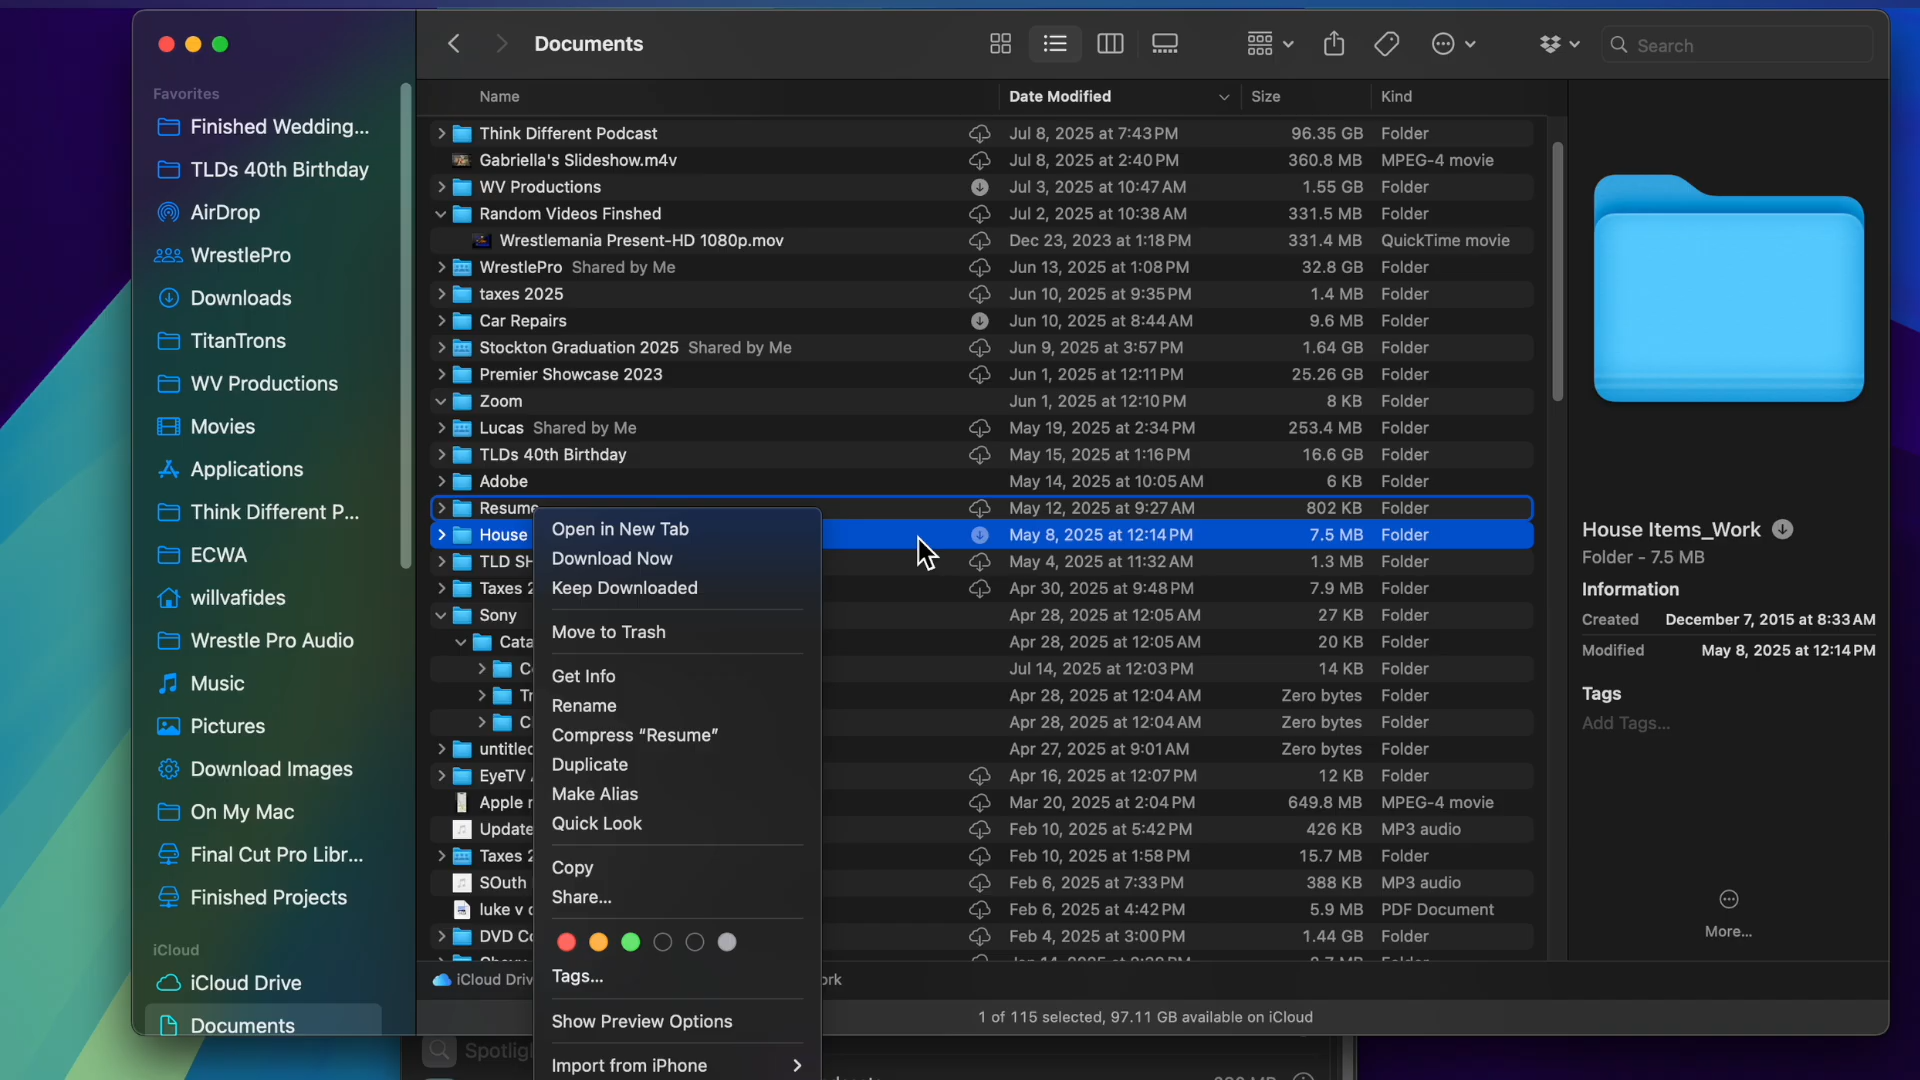 Documents
Search
Favorites
Finished Wedding...
TLDs 40th Birthday
AirDrop
WrestlePro
Downloads
TitanTrons
WV Productions
Movies
Applications
Think Different P...
ECWA
willvafides
Wrestle Pro Audio
Music
Pictures
Download Images
On My Mac
Final Cut Pro Libr...
Finished Projects
iCloud
iCloud Drive
Documents
Name Date Modified Size Kind
Think Different Podcast Jul 8, 2025 at 7:43 PM 96.35 GB Folder
Gabriella's Slideshow.m4v Jul 8, 2025 at 2:40 PM 360.8 MB MPEG-4 movie
WV Productions Jul 3, 2025 at 10:47 AM 1.55 GB Folder
Random Videos Finshed Jul 2, 2025 at 10:38 AM 331.5 MB Folder
Wrestlemania Present-HD 1080p.mov Dec 23, 2023 at 1:18 PM 331.4 MB QuickTime movie
WrestlePro Shared by Me Jun 13, 2025 at 1:08 PM 32.8 GB Folder
taxes 2025 Jun 10, 2025 at 9:35 PM 1.4 MB Folder
Car Repairs Jun 10, 2025 at 8:44 AM 9.6 MB Folder
Stockton Graduation 2025 Shared by Me Jun 9, 2025 at 3:57 PM 1.64 GB Folder
Premier Showcase 2023 Jun 1, 2025 at 12:11 PM 25.26 GB Folder
Zoom Jun 1, 2025 at 12:10 PM 8 KB Folder
Lucas Shared by Me May 19, 2025 at 2:34 PM 253.4 MB Folder
TLDs 40th Birthday May 15, 2025 at 1:16 PM 16.6 GB Folder
Adobe May 14, 2025 at 10:05 AM 6 KB Folder
Resume May 12, 2025 at 9:27 AM 802 KB Folder
House May 8, 2025 at 12:14 PM 7.5 MB Folder
TLD SH May 4, 2025 at 11:32 AM 1.3 MB Folder
Taxes 2 Apr 30, 2025 at 9:48 PM 7.9 MB Folder
Sony Apr 28, 2025 at 12:05 AM 27 KB Folder
Cata Apr 28, 2025 at 12:05 AM 20 KB Folder
C Jul 14, 2025 at 12:03 PM 14 KB Folder
Tr Apr 28, 2025 at 12:04 AM Zero bytes Folder
C Apr 28, 2025 at 12:04 AM Zero bytes Folder
untitled Apr 27, 2025 at 9:01 AM Zero bytes Folder
EyeTV Apr 16, 2025 at 12:07 PM 12 KB Folder
Apple Mar 20, 2025 at 2:04 PM 649.8 MB MPEG-4 movie
Update Feb 10, 2025 at 5:42 PM 426 KB MP3 audio
Taxes 2 Feb 10, 2025 at 1:58 PM 15.7 MB Folder
SOuth Feb 6, 2025 at 7:33 PM 388 KB MP3 audio
luke v Feb 6, 2025 at 4:42 PM 5.9 MB PDF Document
DVD Co Feb 4, 2025 at 3:00 PM 1.44 GB Folder
Open in New Tab
Download Now
Keep Downloaded
Move to Trash
Get Info
Rename
Compress “Resume”
Duplicate
Make Alias
Quick Look
Copy
Share...
Tags...
Show Preview Options
Import from iPhone
iCloud Driv ork
1 of 115 selected, 97.11 GB available on iCloud
Spotlig
House Items_Work
Folder - 7.5 MB
Information
Created December 7, 2015 at 8:33 AM
Modified May 8, 2025 at 12:14 PM
Tags
Add Tags...
More...